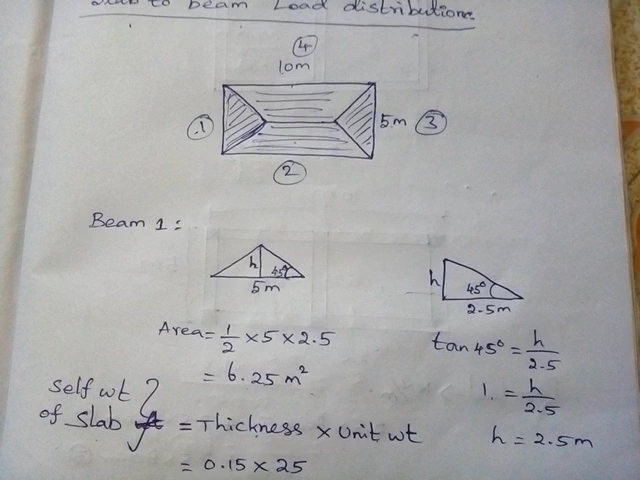 Slab to beam Load distribution:
④
10m
① 5m ③
②
Beam 1:
h 45°
5m
h 45°
2.5m
Area = 1/2 × 5 × 2.5
= 6.25 m²
tan 45° = h/2.5
1. = h/2.5
h = 2.5m
Self wt
of Slab = Thickness × Unit wt
= 0.15 × 25